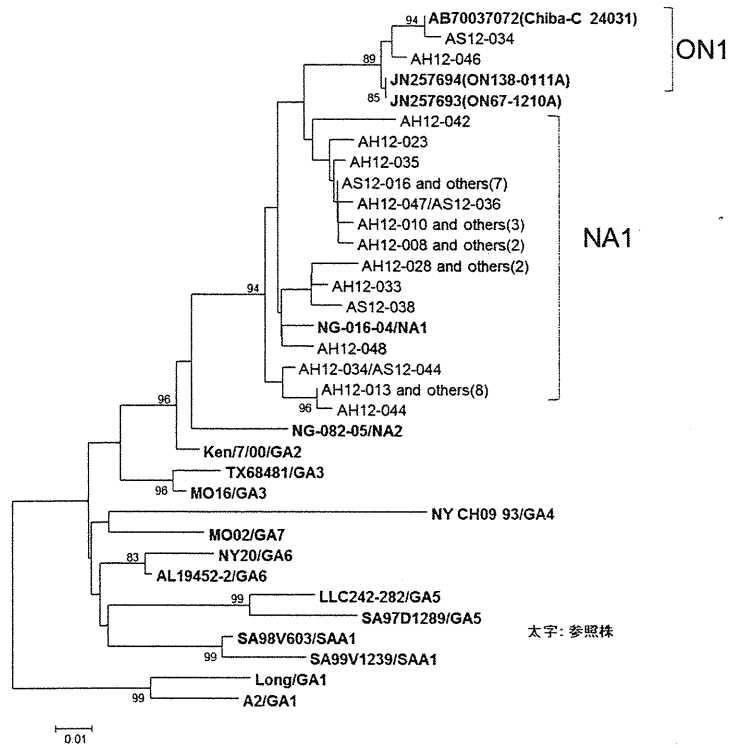 94
AB70037072(Chiba-C 24031)
AS12-034
ON1
AH12-046
89
JN257694(ON138-0111A)
85
JN257693(ON67-1210A)
AH12-042
AH12-023
AH12-035
AS12-016 and others(7)
AH12-047/AS12-036
AH12-010 and others(3)
NA1
AH12-008 and others(2)
AH12-028 and others(2)
94
AH12-033
AS12-038
NG-016-04/NA1
AH12-048
AH12-034/AS12-044
AH12-013 and others(8)
96
AH12-044
96
NG-082-05/NA2
Ken/7/00/GA2
TX68481/GA3
96
MO16/GA3
NY CH09 93/GA4
MO02/GA7
83
NY20/GA6
AL19452-2/GA6
99
LLC242-282/GA5
SA97D1289/GA5
SA98V603/SAA1
太字: 参照株
99
SA99V1239/SAA1
Long/GA1
99
A2/GA1
0.01